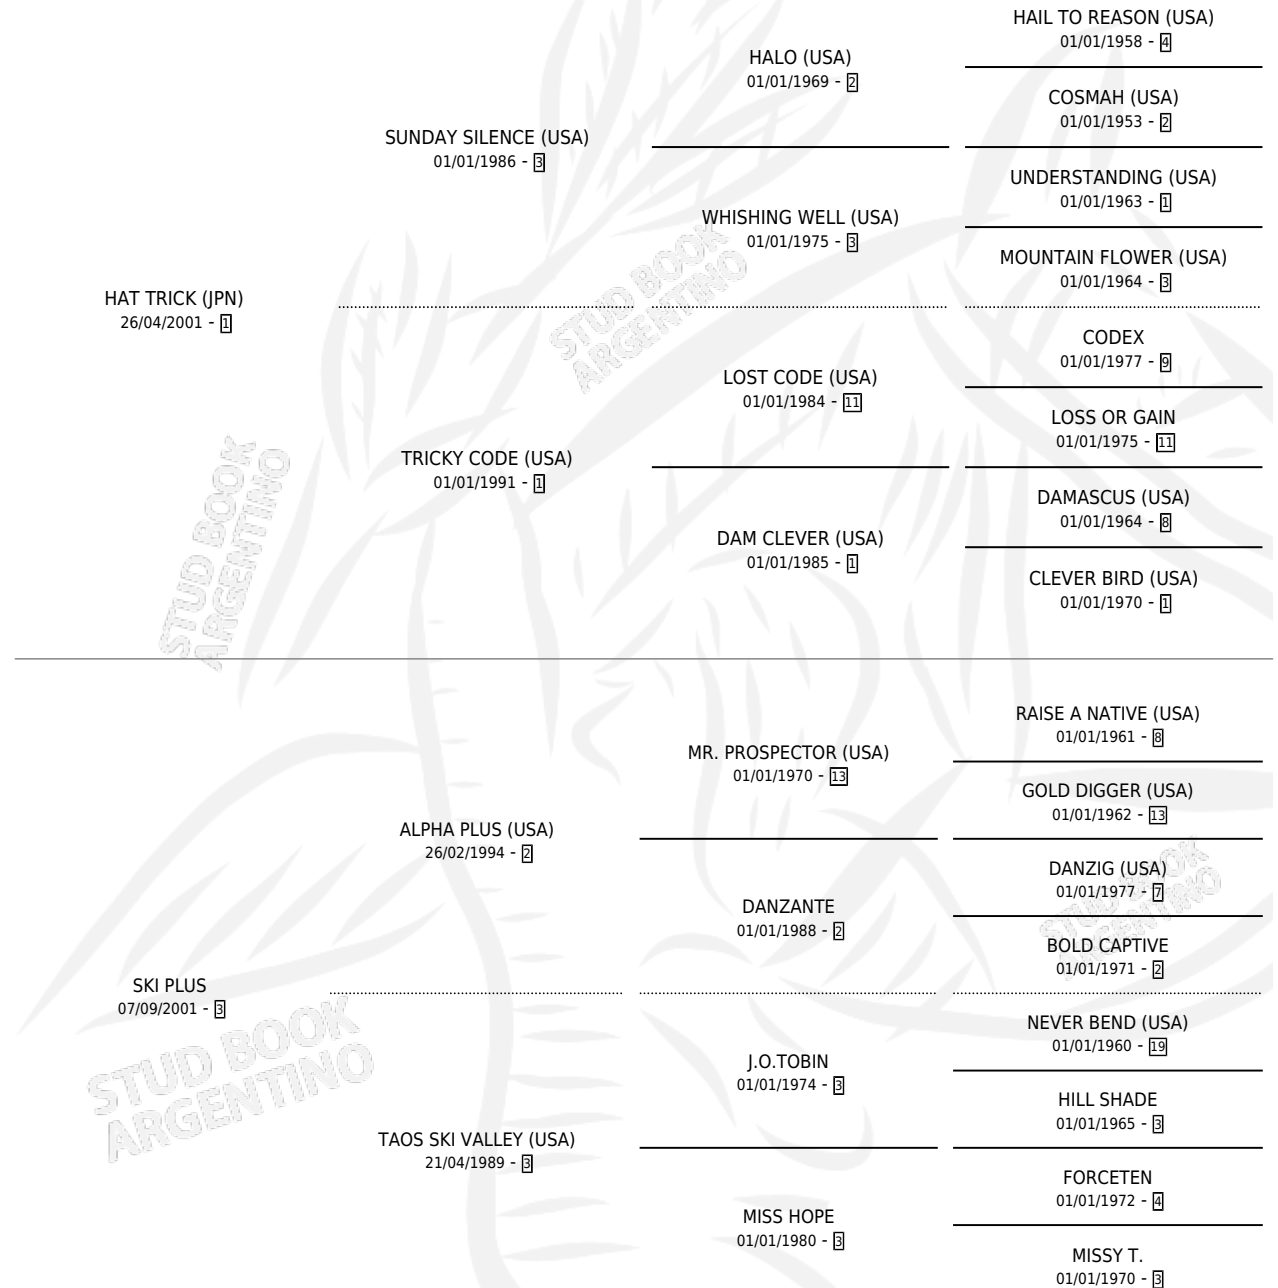 HAIL TO REASON (USA)
01/01/1958 - 4
HALO (USA)
01/01/1969 - 2
COSMAH (USA)
01/01/1953 - 2
SUNDAY SILENCE (USA)
01/01/1986 - 3
UNDERSTANDING (USA)
01/01/1963 - 1
WHISHING WELL (USA)
01/01/1975 - 3
MOUNTAIN FLOWER (USA)
01/01/1964 - 3
HAT TRICK (JPN)
26/04/2001 - 1
CODEX
01/01/1977 - 9
LOST CODE (USA)
01/01/1984 - 11
LOSS OR GAIN
01/01/1975 - 11
TRICKY CODE (USA)
01/01/1991 - 1
DAMASCUS (USA)
01/01/1964 - 8
DAM CLEVER (USA)
01/01/1985 - 1
CLEVER BIRD (USA)
01/01/1970 - 1
RAISE A NATIVE (USA)
01/01/1961 - 8
MR. PROSPECTOR (USA)
01/01/1970 - 13
GOLD DIGGER (USA)
01/01/1962 - 13
ALPHA PLUS (USA)
26/02/1994 - 2
DANZIG (USA)
01/01/1977 - 7
DANZANTE
01/01/1988 - 2
BOLD CAPTIVE
01/01/1971 - 2
SKI PLUS
07/09/2001 - 3
NEVER BEND (USA)
01/01/1960 - 19
J.O.TOBIN
01/01/1974 - 3
HILL SHADE
01/01/1965 - 3
TAOS SKI VALLEY (USA)
21/04/1989 - 3
FORCETEN
01/01/1972 - 4
MISS HOPE
01/01/1980 - 3
MISSY T.
01/01/1970 - 3
STUD BOOK
ARGENTINO
STUD BOOK
ARGENTINO
STUD BOOK
ARGENTINO
STUD BOOK
ARGENTINO